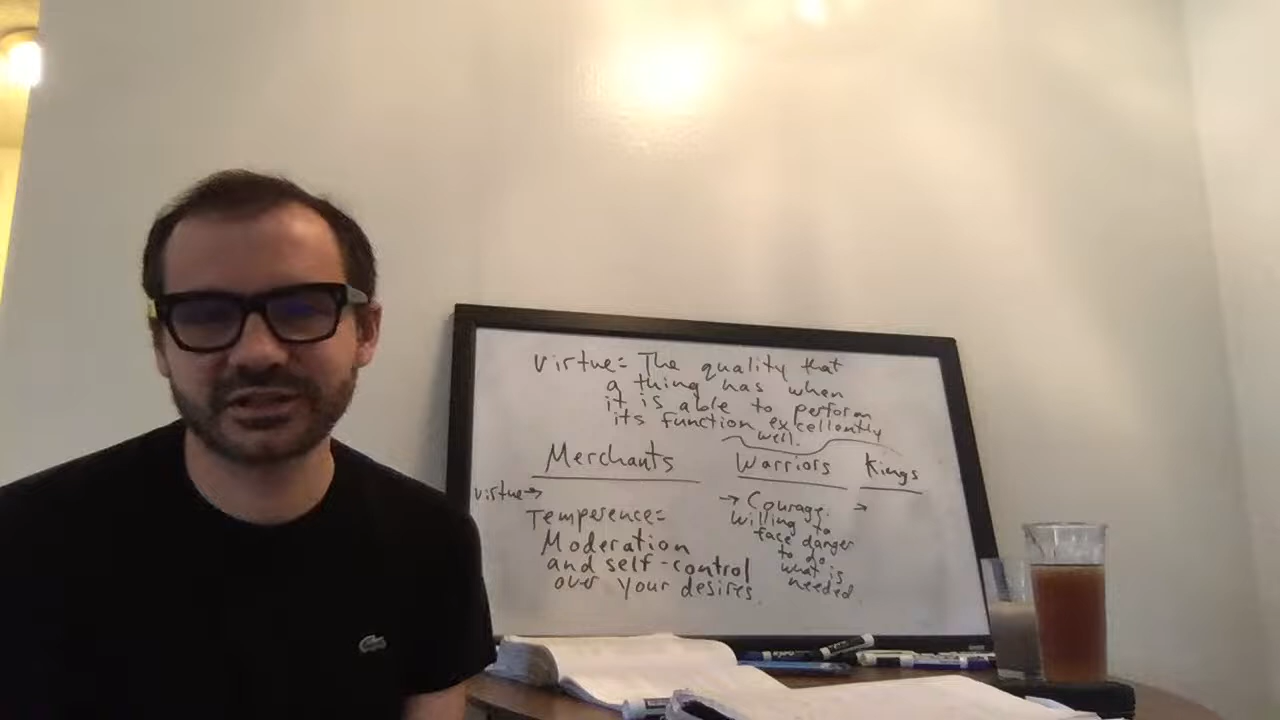 Virtue= The quality that
a thing has when
it is able to perform
its function excellently
well.
Merchants
Warriors
Kings
virtue→
Temperence=
Moderation
and self-control
over your desires.
→ Courage:
willing to
face danger
to do
what is
needed.
→